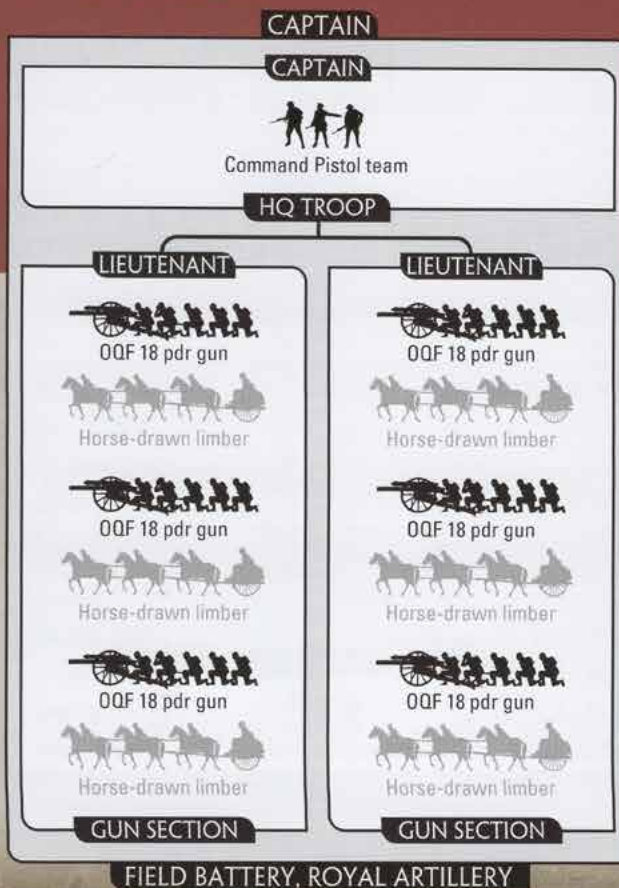 CAPTAIN
CAPTAIN
Command Pistol team
HQ TROOP
LIEUTENANT
OQF 18 pdr gun
Horse-drawn limber
OQF 18 pdr gun
Horse-drawn limber
OQF 18 pdr gun
Horse-drawn limber
GUN SECTION
LIEUTENANT
OQF 18 pdr gun
Horse-drawn limber
OQF 18 pdr gun
Horse-drawn limber
OQF 18 pdr gun
Horse-drawn limber
GUN SECTION
FIELD BATTERY, ROYAL ARTILLERY